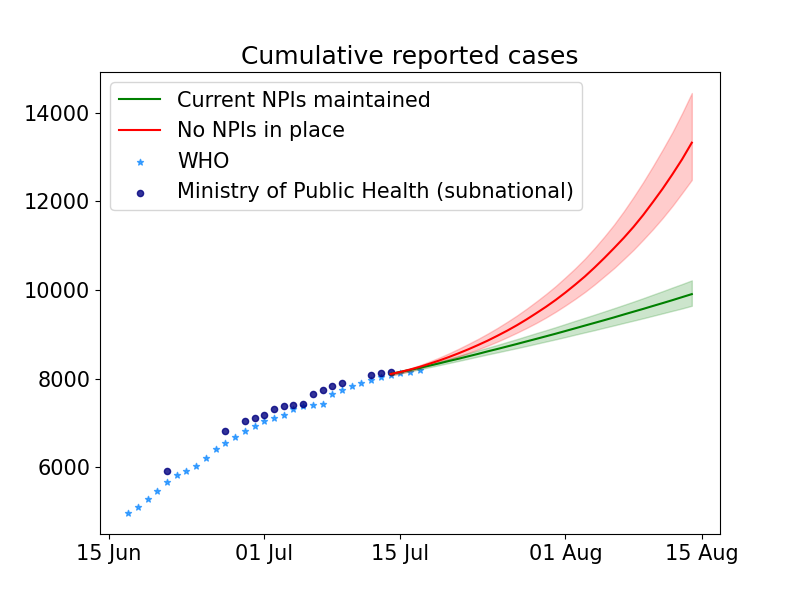 Cumulative reported cases
Current NPIs maintained
No NPIs in place
WHO
Ministry of Public Health (subnational)
14000
12000
10000
8000
6000
15 Jun
01 Jul
15 Jul
01 Aug
15 Aug